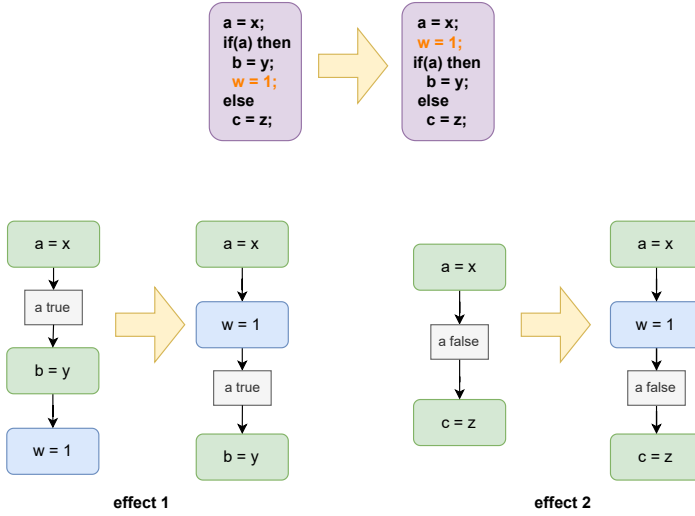 a = x;
if(a) then
b = y;
w = 1;
else
c = z;
a = x;
w = 1;
if(a) then
b = y;
else
c = z;
a = x
a true
b = y
w = 1
a = x
w = 1
a true
b = y
effect 1
a = x
a false
c = z
a = x
w = 1
a false
c = z
effect 2